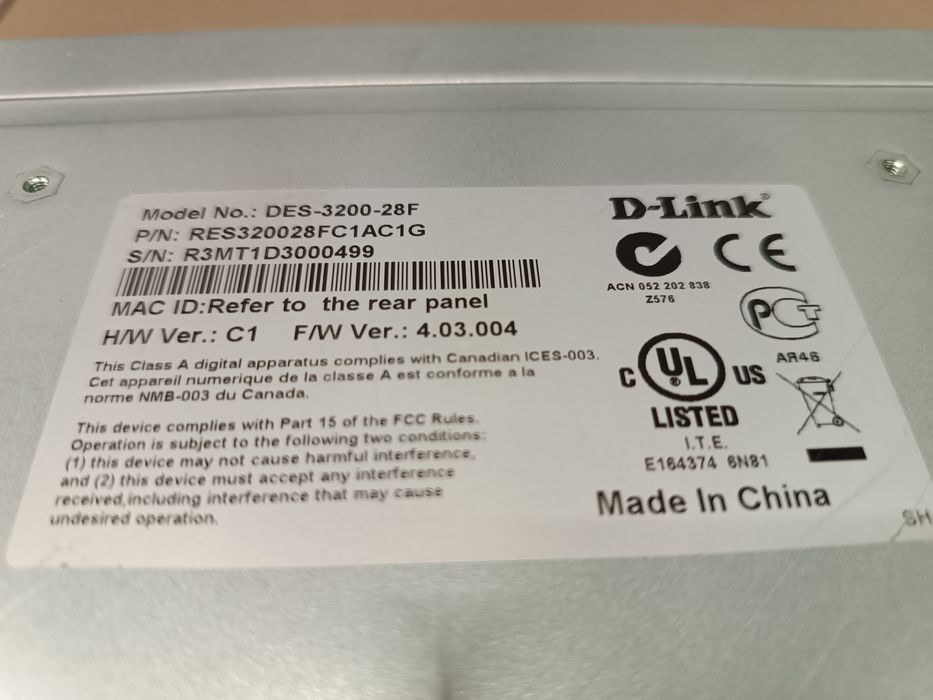 Model No.: DES-3200-28F
P/N: RES320028FC1AC1G
S/N: R3MT1D3000499
MAC ID:Refer to the rear panel
H/W Ver.: C1 F/W Ver.: 4.03.004
This Class A digital apparatus complies with Canadian ICES-003.
Cet appareil numerique de la classe A est conforme a la
norme NMB-003 du Canada.
This device complies with Part 15 of the FCC Rules.
Operation is subject to the following two conditions:
(1) this device may not cause harmful interference,
and (2) this device must accept any interference
received,including interference that may cause
undesired operation.
D-Link®
CE
ACN 052 202 838
Z576
PCT
АЯ46
C UL® US
LISTED
I.T.E.
E164374 6N81
Made In China
SH